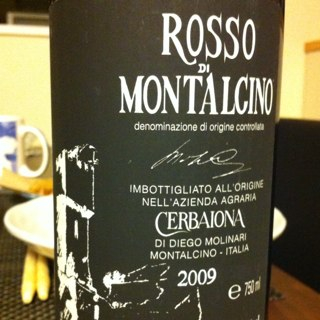 ROSSO
DI
MONTALCINO
denominazione di origine controllata
IMBOTTIGLIATO ALL'ORIGINE
NELL'AZIENDA AGRARIA
CERBAIONA
DI DIEGO MOLINARI
MONTALCINO - ITALIA
2009
e 750 ml